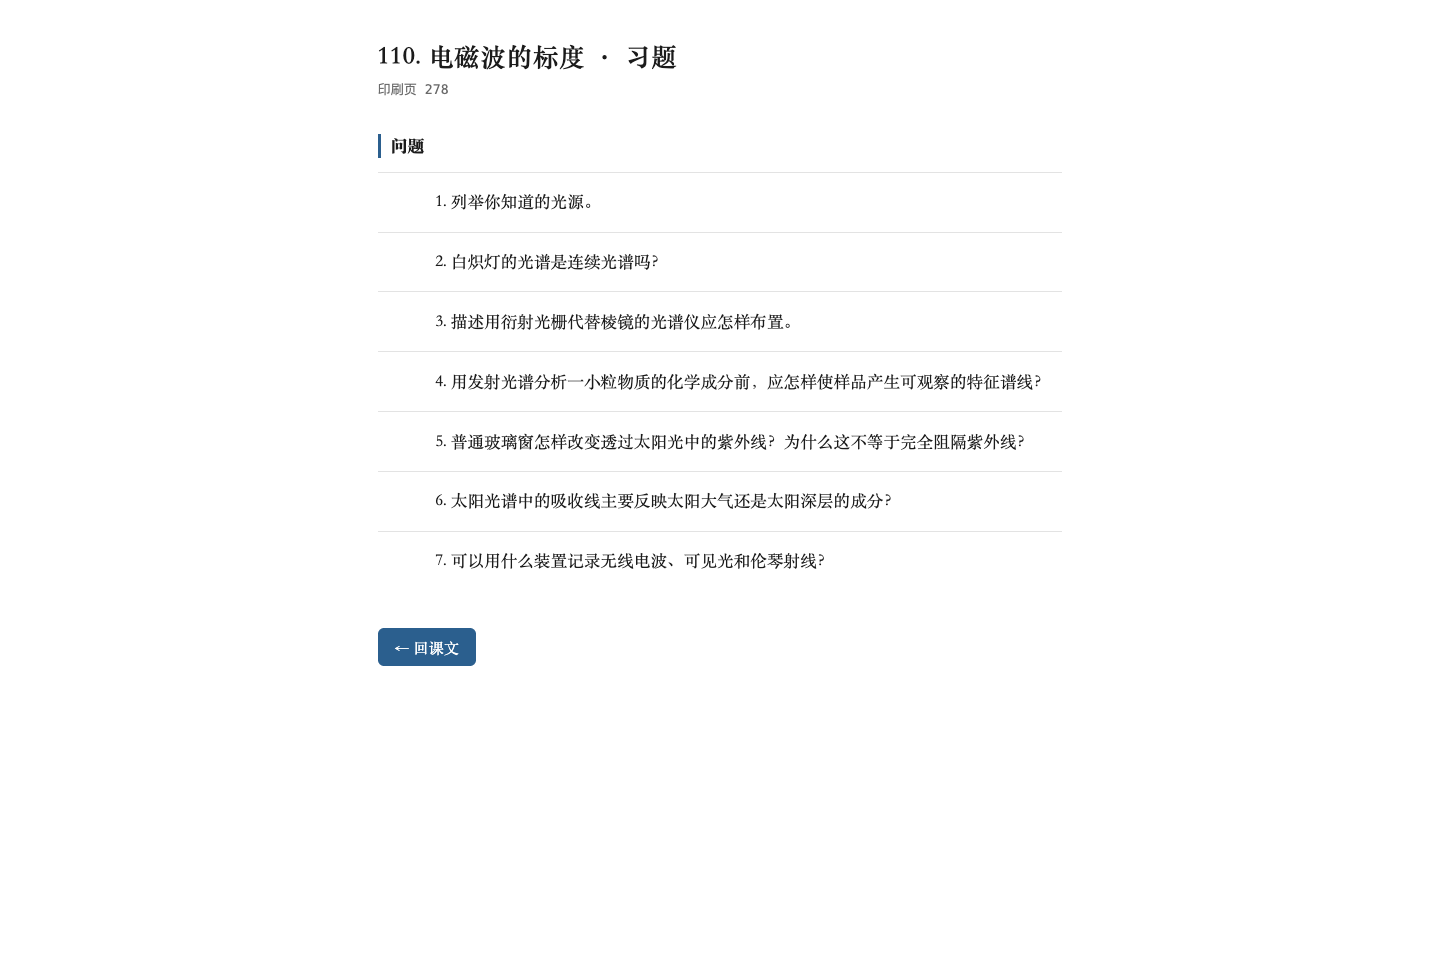 110. 电磁波的标度 · 习题
印刷页 278
问题
1. 列举你知道的光源。
2. 白炽灯的光谱是连续光谱吗？
3. 描述用衍射光栅代替棱镜的光谱仪应怎样布置。
4. 用发射光谱分析一小粒物质的化学成分前，应怎样使样品产生可观察的特征谱线？
5. 普通玻璃窗怎样改变透过太阳光中的紫外线？为什么这不等于完全阻隔紫外线？
6. 太阳光谱中的吸收线主要反映太阳大气还是太阳深层的成分？
7. 可以用什么装置记录无线电波、可见光和伦琴射线？
← 回课文